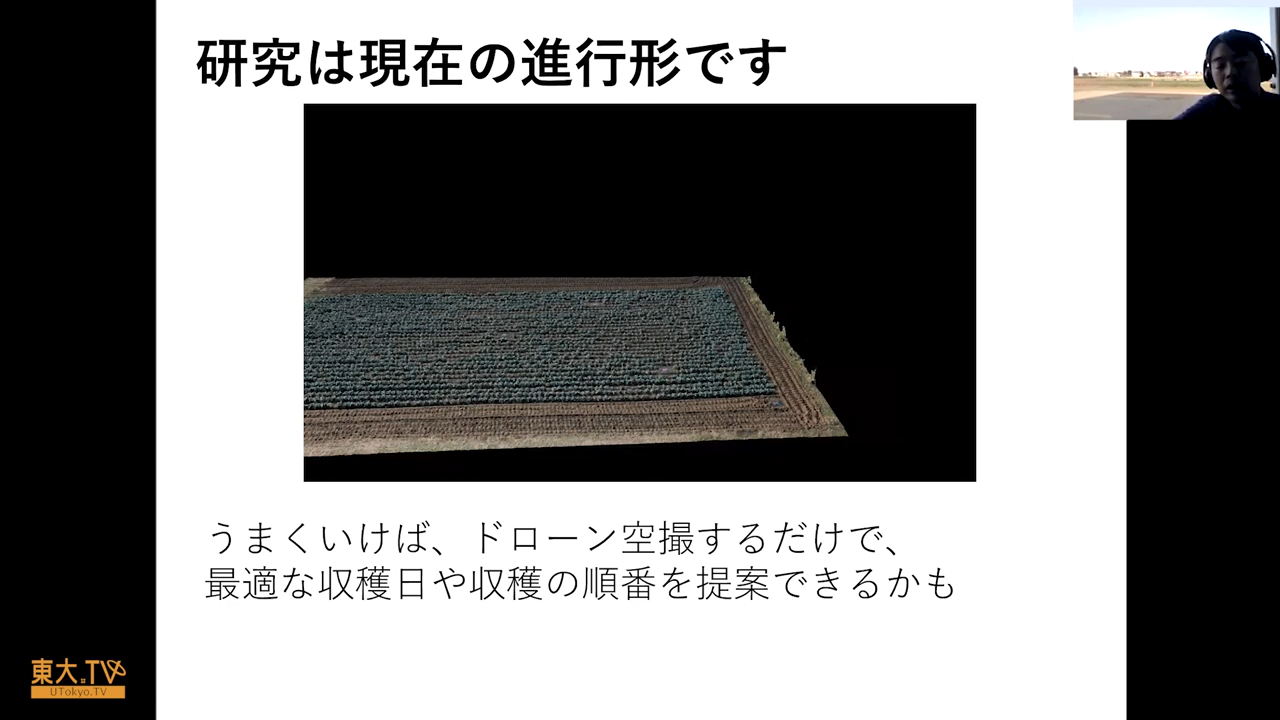 研究は現在の進行形です
うまくいけば、ドローン空撮するだけで、
最適な収穫日や収穫の順番を提案できるかも
東大.TV
UTokyo.TV